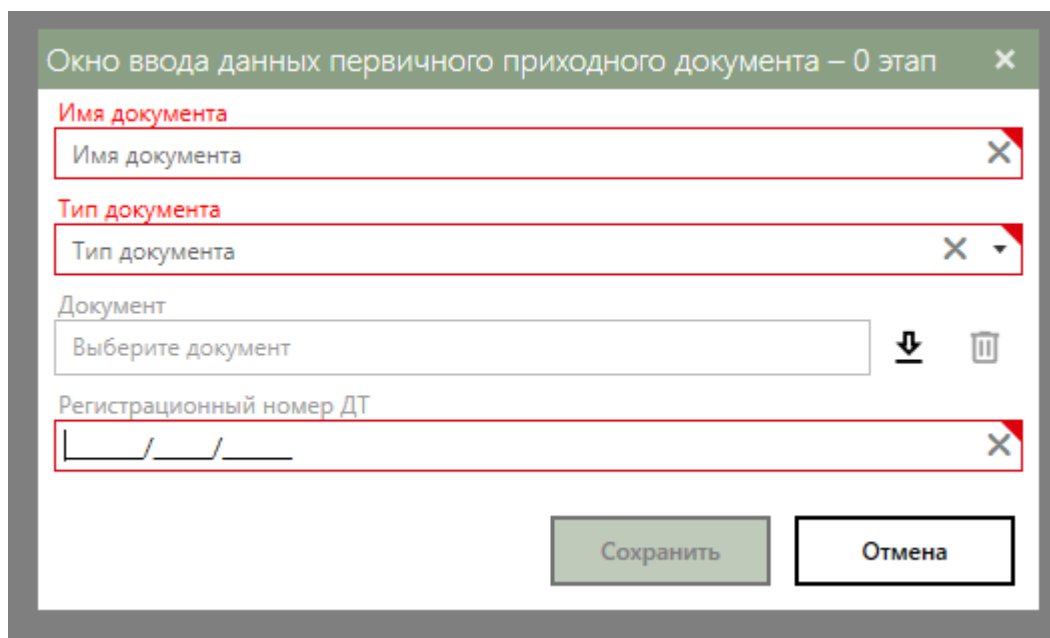 Окно ввода данных первичного приходного документа – 0 этап
Имя документа
Имя документа
Тип документа
Тип документа
Документ
Выберите документ
Регистрационный номер ДТ
______/____/_____
Сохранить Отмена